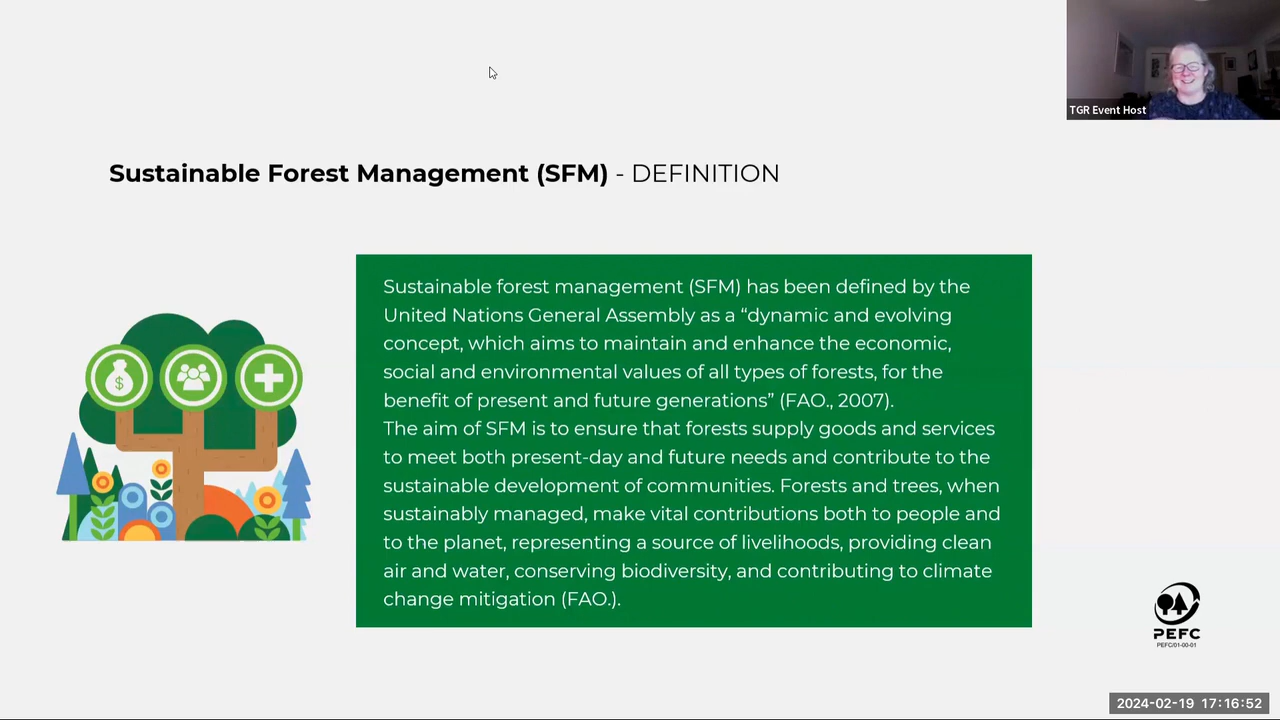 TGR Event Host
Sustainable Forest Management (SFM) - DEFINITION
Sustainable forest management (SFM) has been defined by the
United Nations General Assembly as a “dynamic and evolving
concept, which aims to maintain and enhance the economic,
social and environmental values of all types of forests, for the
benefit of present and future generations” (FAO., 2007).
The aim of SFM is to ensure that forests supply goods and services
to meet both present-day and future needs and contribute to the
sustainable development of communities. Forests and trees, when
sustainably managed, make vital contributions both to people and
to the planet, representing a source of livelihoods, providing clean
air and water, conserving biodiversity, and contributing to climate
change mitigation (FAO.).
$
PEFC
PEFC/01-00-01
2024-02-19 17:16:52